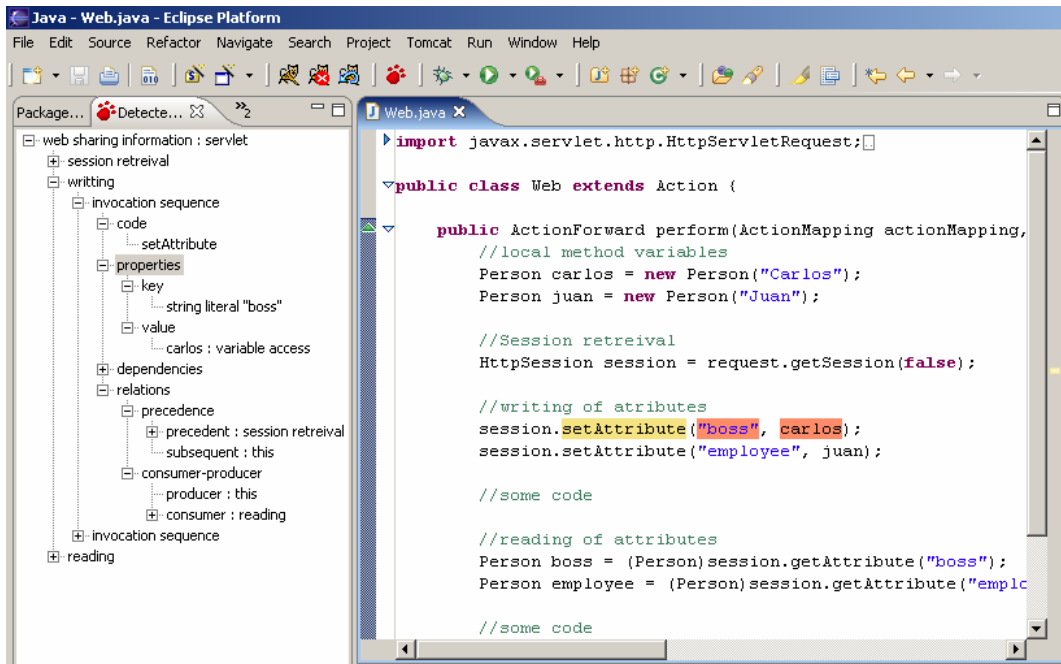 Java - Web.java - Eclipse Platform
File Edit Source Refactor Navigate Search Project Tomcat Run Window Help
Package... Detecte... »2
web sharing information : servlet
session retreival
writting
invocation sequence
code
setAttribute
properties
key
string literal "boss"
value
carlos : variable access
dependencies
relations
precedence
precedent : session retreival
subsequent : this
consumer-producer
producer : this
consumer : reading
invocation sequence
reading
Web.java
import javax.servlet.http.HttpServletRequest;
public class Web extends Action {
public ActionForward perform(ActionMapping actionMapping,
//local method variables
Person carlos = new Person("Carlos");
Person juan = new Person("Juan");
//Session retreival
HttpSession session = request.getSession(false);
//writing of atributes
session.setAttribute("boss", carlos);
session.setAttribute("employee", juan);
//some code
//reading of attributes
Person boss = (Person)session.getAttribute("boss");
Person employee = (Person)session.getAttribute("emplo
//some code